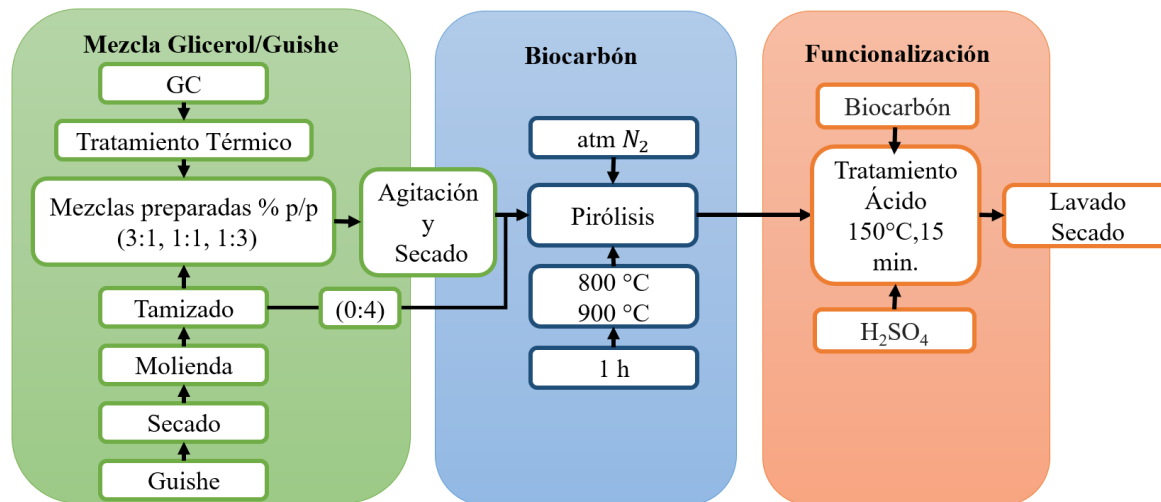 Mezcla Glicerol/Guishe
GC
Tratamiento Térmico
Mezclas preparadas % p/p
(3:1, 1:1, 1:3)
Agitación
y
Secado
Tamizado
(0:4)
Molienda
Secado
Guishe
Biocarbón
atm N₂
Pirólisis
800 °C
900 °C
1 h
Funcionalización
Biocarbón
Tratamiento
Ácido
150°C,15
min.
H₂SO₄
Lavado
Secado